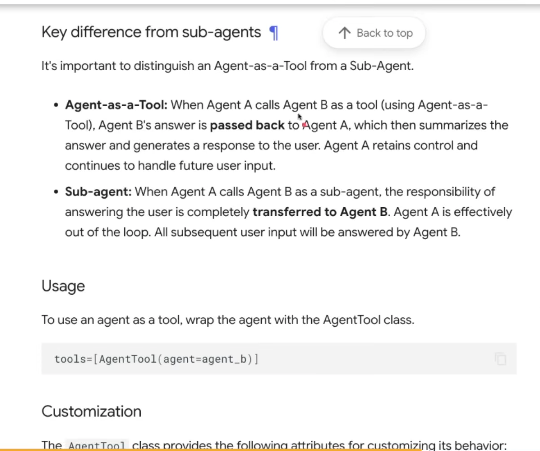 Key difference from sub-agents ¶
↑ Back to top
It's important to distinguish an Agent-as-a-Tool from a Sub-Agent.
• Agent-as-a-Tool: When Agent A calls Agent B as a tool (using Agent-as-a-
Tool), Agent B's answer is passed back to Agent A, which then summarizes the
answer and generates a response to the user. Agent A retains control and
continues to handle future user input.
• Sub-agent: When Agent A calls Agent B as a sub-agent, the responsibility of
answering the user is completely transferred to Agent B. Agent A is effectively
out of the loop. All subsequent user input will be answered by Agent B.
Usage
To use an agent as a tool, wrap the agent with the AgentTool class.
tools=[AgentTool(agent=agent_b)]
Customization
The AgentTool class provides the following attributes for customizing its behavior: